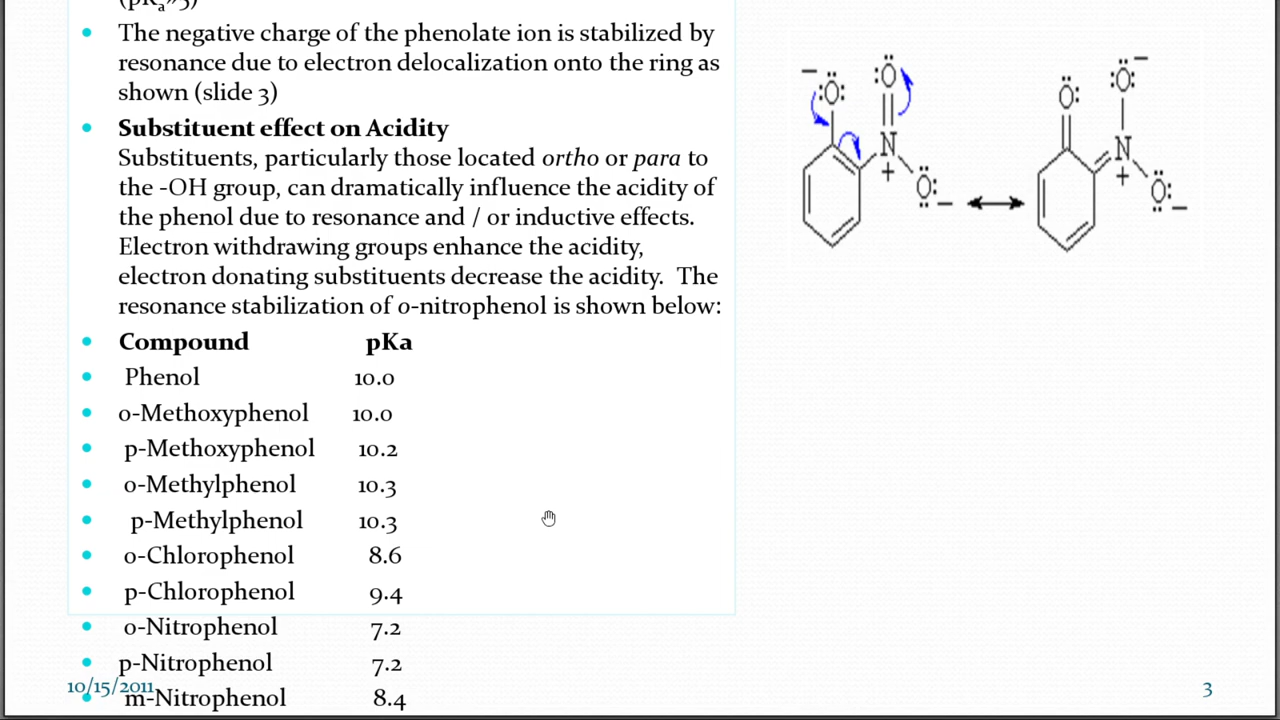 The negative charge of the phenolate ion is stabilized by
resonance due to electron delocalization onto the ring as
shown (slide 3)
Substituent effect on Acidity
Substituents, particularly those located ortho or para to
the -OH group, can dramatically influence the acidity of
the phenol due to resonance and / or inductive effects.
Electron withdrawing groups enhance the acidity,
electron donating substituents decrease the acidity. The
resonance stabilization of o-nitrophenol is shown below:
Compound pKa
Phenol 10.0
o-Methoxyphenol 10.0
p-Methoxyphenol 10.2
o-Methylphenol 10.3
p-Methylphenol 10.3
o-Chlorophenol 8.6
p-Chlorophenol 9.4
o-Nitrophenol 7.2
p-Nitrophenol 7.2
m-Nitrophenol 8.4
10/15/2011
3
O O
N
+
O
O O
N
+
O